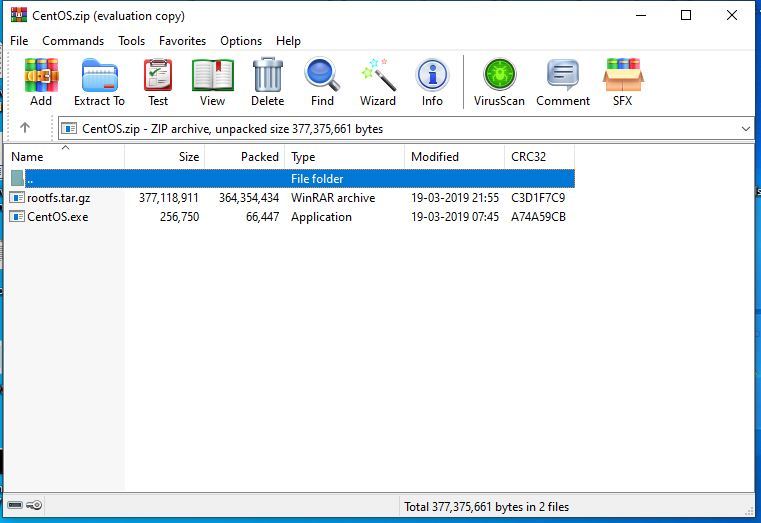 CentOS.zip (evaluation copy)
File Commands Tools Favorites Options Help
Add Extract To Test View Delete Find Wizard Info VirusScan Comment SFX
CentOS.zip - ZIP archive, unpacked size 377,375,661 bytes
Name Size Packed Type Modified CRC32
.. File folder
rootfs.tar.gz 377,118,911 364,354,434 WinRAR archive 19-03-2019 21:55 C3D1F7C9
CentOS.exe 256,750 66,447 Application 19-03-2019 07:45 A74A59CB
Total 377,375,661 bytes in 2 files